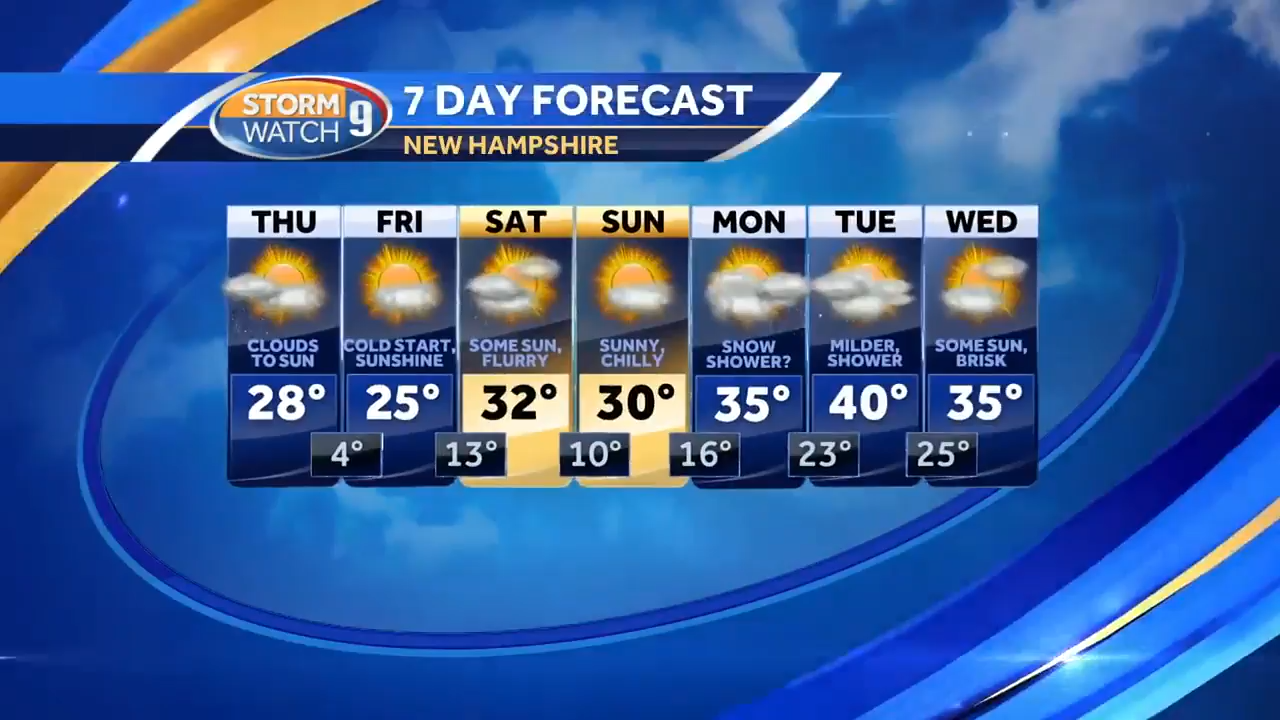 STORM
WATCH 9
7 DAY FORECAST
NEW HAMPSHIRE
THU FRI SAT SUN MON TUE WED
CLOUDS TO SUN
COLD START, SUNSHINE
SOME SUN, FLURRY
SUNNY, CHILLY
SNOW SHOWER?
MILDER, SHOWER
SOME SUN, BRISK
28° 25° 32° 30° 35° 40° 35°
4° 13° 10° 16° 23° 25°